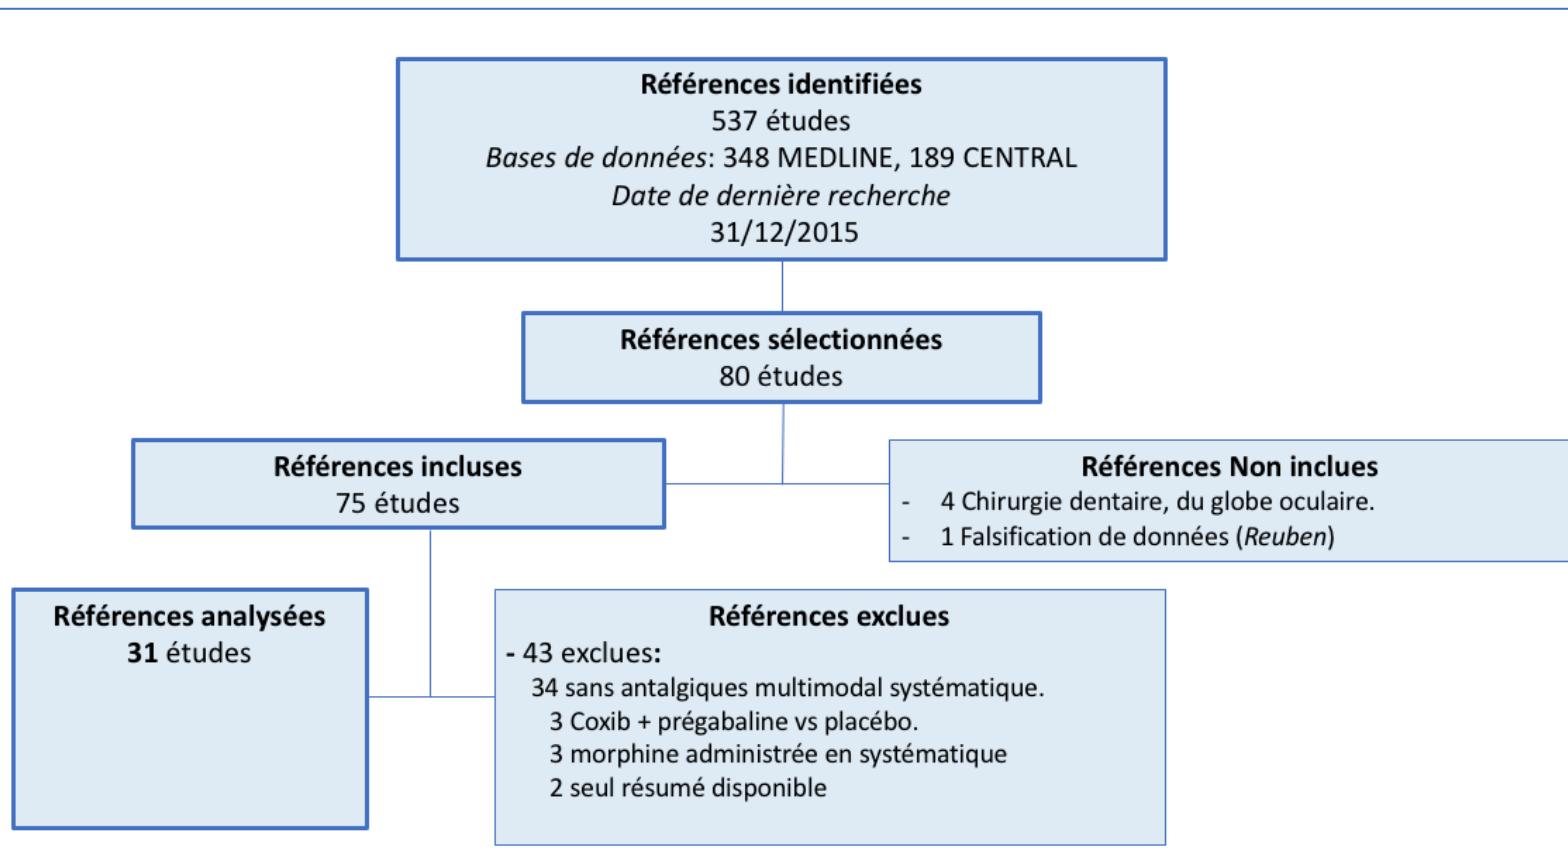 Références identifiées
537 études
Bases de données: 348 MEDLINE, 189 CENTRAL
Date de dernière recherche
31/12/2015
Références sélectionnées
80 études
Références incluses
75 études
Références Non inclues
- 4 Chirurgie dentaire, du globe oculaire.
- 1 Falsification de données (Reuben)
Références analysées
31 études
Références exclues
- 43 exclues:
34 sans antalgiques multimodal systématique.
3 Coxib + prégabaline vs placébo.
3 morphine administrée en systématique
2 seul résumé disponible